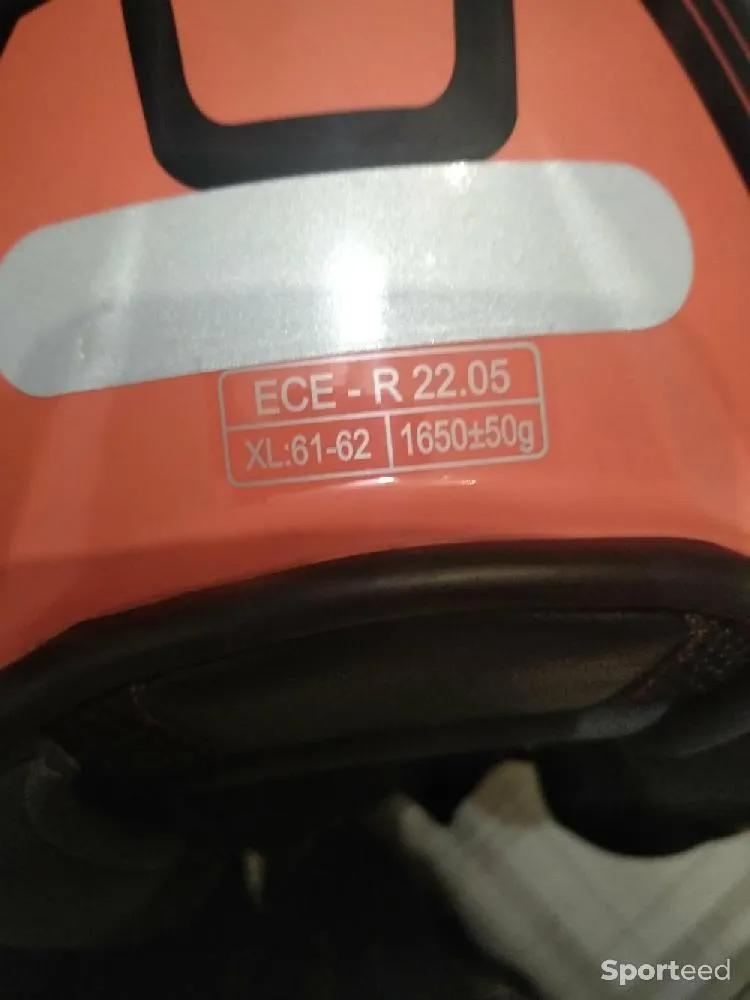 ECE - R 22.05
XL:61-62 1650±50g
Sporteed